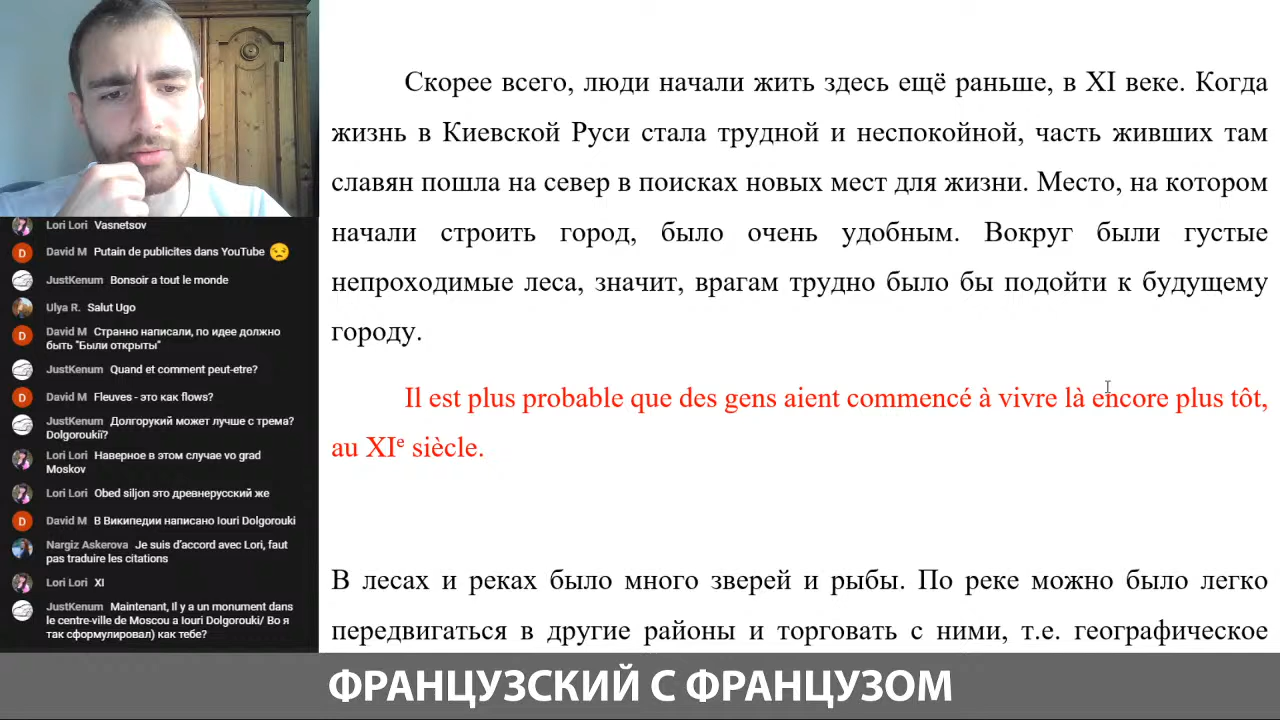 Lori Lori Vasnetsov
David M Putain de publicites dans YouTube
JustKenum Bonsoir a tout le monde
Ulya R. Salut Ugo
David M Странно написали, по идее должно
быть "Были открыты"
JustKenum Quand et comment peut-etre?
David M Fleuves - это как flows?
JustKenum Долгорукий может лучше с трема?
Dolgoroukiï?
Lori Lori Наверное в этом случае vo grad
Moskov
Lori Lori Obed siljon это древнерусский же
David M В Википедии написано Iouri Dolgorouki
Nargiz Askerova Je suis d'accord avec Lori, faut
pas traduire les citations
Lori Lori XI
JustKenum Maintenant, Il y a un monument dans
le centre-ville de Moscou a Iouri Dolgorouki/ Во я
так сформулировал) как тебе?
Скорее всего, люди начали жить здесь ещё раньше, в XI веке. Когда
жизнь в Киевской Руси стала трудной и неспокойной, часть живших там
славян пошла на север в поисках новых мест для жизни. Место, на котором
начали строить город, было очень удобным. Вокруг были густые
непроходимые леса, значит, врагам трудно было бы подойти к будущему
городу.
Il est plus probable que des gens aient commencé à vivre là encore plus tôt,
au XIe siècle.
В лесах и реках было много зверей и рыбы. По реке можно было легко
передвигаться в другие районы и торговать с ними, т.е. географическое
ФРАНЦУЗСКИЙ С ФРАНЦУЗОМ